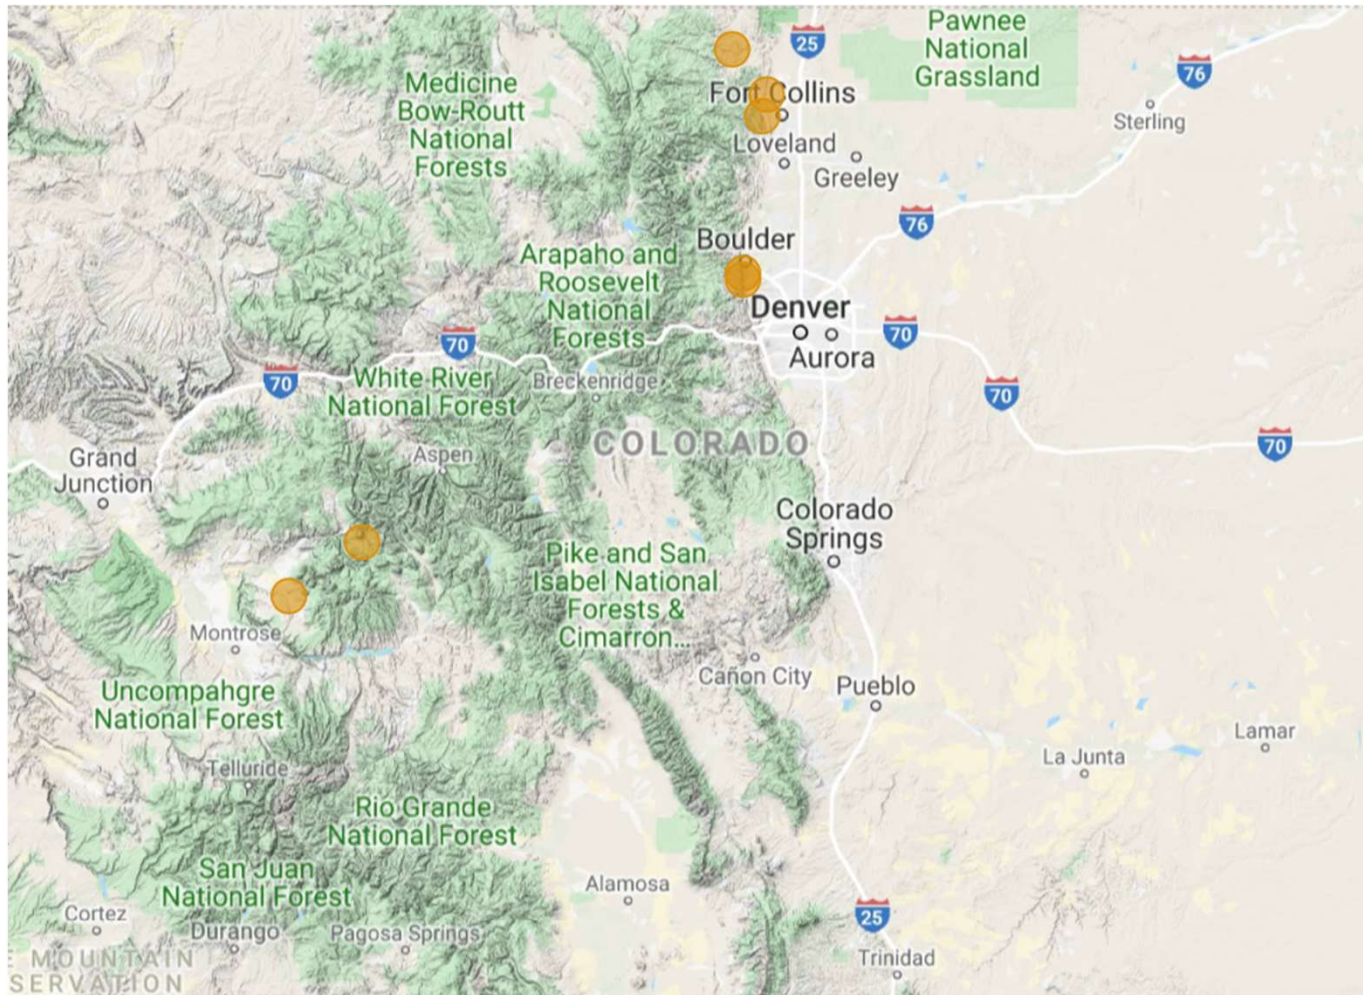 Pawnee
National
Grassland
25
76
Medicine
Bow-Routt
National
Forests
Fort Collins
Sterling
Loveland
Greeley
76
Boulder
Arapaho and
Roosevelt
National
Forests
Denver
70
70
Aurora
70
White River
National Forest
Breckenridge
70
COLORADO
70
Grand
Junction
Aspen
Colorado
Springs
Pike and San
Isabel National
Forests &
Cimarron...
Montrose
Cañon City
Pueblo
Uncompahgre
National Forest
Lamar
La Junta
Telluride
Rio Grande
National Forest
San Juan
National Forest
Alamosa
Cortez
Durango
Pagosa Springs
25
E MOUNTAIN
SERVATION
Trinidad